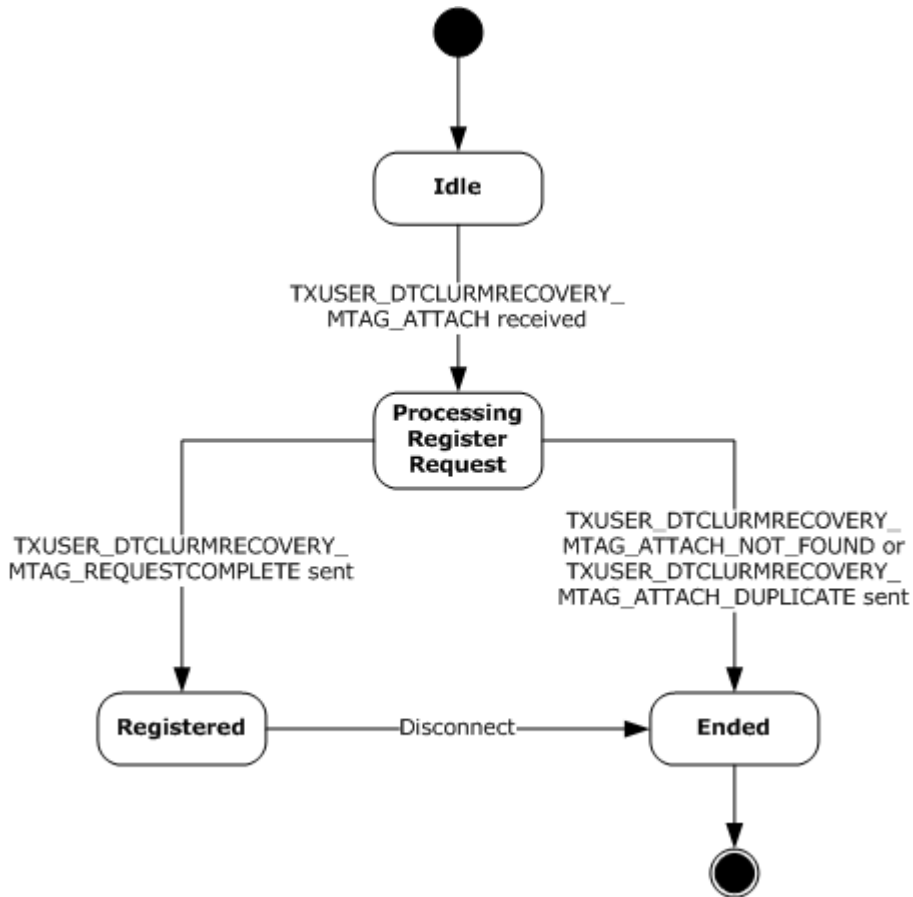 Idle
TXUSER_DTCLURMRECOVERY_
MTAG_ATTACH received
Processing
Register
Request
TXUSER_DTCLURMRECOVERY_
MTAG_REQUESTCOMPLETE sent
TXUSER_DTCLURMRECOVERY_
MTAG_ATTACH_NOT_FOUND or
TXUSER_DTCLURMRECOVERY_
MTAG_ATTACH_DUPLICATE sent
Registered
Disconnect
Ended